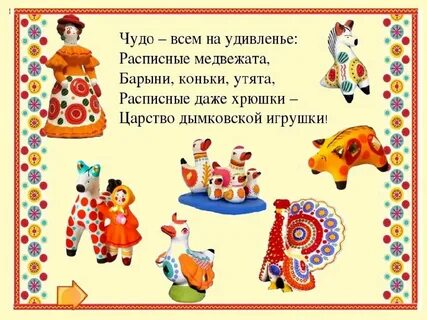 Чудо – всем на удивленье:
Расписные медвежата,
Барыни, коньки, утята,
Расписные даже хрюшки –
Царство дымковской игрушки!